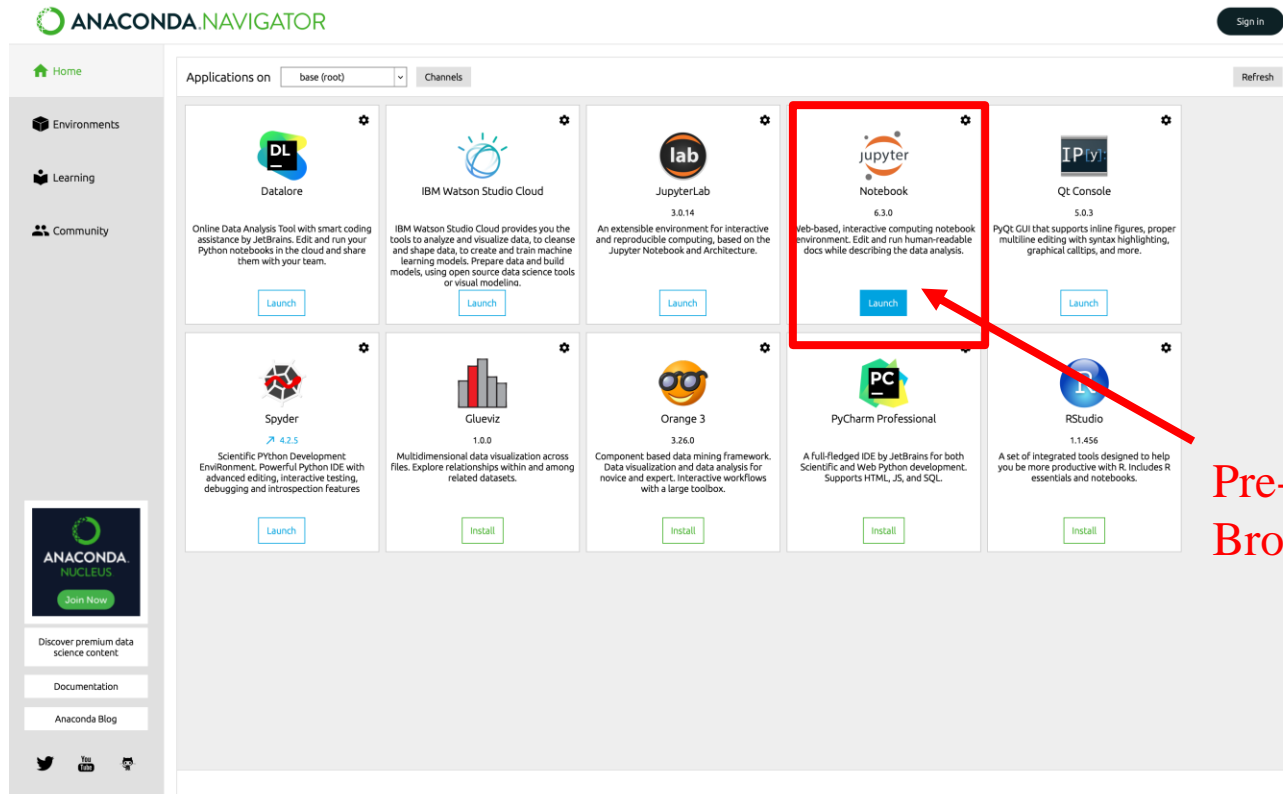 ANACONDA.NAVIGATOR
Sign in
Home
Environments
Learning
Community
Applications on
base (root)
Channels
Refresh
DL
Datalore
Online Data Analysis Tool with smart coding
assistance by JetBrains. Edit and run your
Python notebooks in the cloud and share
them with your team.
Launch
IBM Watson Studio Cloud
IBM Watson Studio Cloud provides you the
tools to analyze and visualize data, to cleanse
and shape data, to create and train machine
learning models. Prepare data and build
models, using open source data science tools
or visual modeling.
Launch
lab
JupyterLab
3.0.14
An extensible environment for interactive
and reproducible computing, based on the
Jupyter Notebook and Architecture.
Launch
jupyter
Notebook
6.3.0
Web-based, interactive computing notebook
environment. Edit and run human-readable
docs while describing the data analysis.
Launch
IP[y]:
Qt Console
5.0.3
PyQt GUI that supports inline figures, proper
multiline editing with syntax highlighting,
graphical calltips, and more.
Launch
Spyder
4.2.5
Scientific PYthon Development
EnviRonment. Powerful Python IDE with
advanced editing, interactive testing,
debugging and introspection features
Launch
Glueviz
1.0.0
Multidimensional data visualization across
files. Explore relationships within and among
related datasets.
Install
Orange 3
3.26.0
Component based data mining framework.
Data visualization and data analysis for
novice and expert. Interactive workflows
with a large toolbox.
Install
PC
PyCharm Professional
A full-fledged IDE by JetBrains for both
Scientific and Web Python development.
Supports HTML, JS, and SQL.
Install
R
RStudio
1.1.456
A set of integrated tools designed to help
you be more productive with R. Includes R
essentials and notebooks.
Install
Pre-
Bro
ANACONDA.
NUCLEUS
Join Now
Discover premium data
science content
Documentation
Anaconda Blog
You
Tube